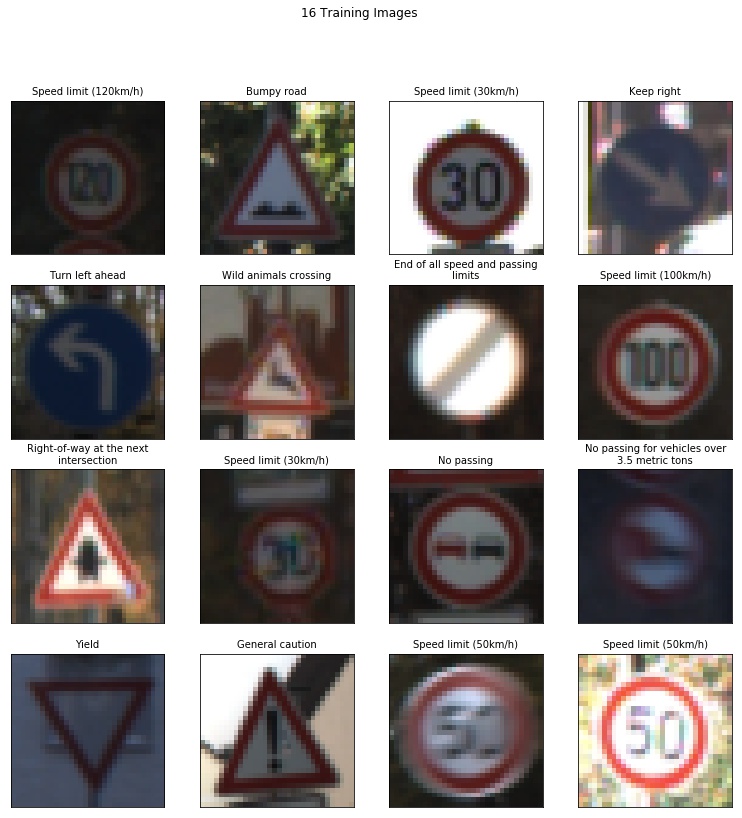 16 Training Images
Speed limit (120km/h)
Bumpy road
Speed limit (30km/h)
Keep right
120
30
Turn left ahead
Wild animals crossing
End of all speed and passing
limits
Speed limit (100km/h)
100
Right-of-way at the next
intersection
Speed limit (30km/h)
No passing
No passing for vehicles over
3.5 metric tons
30
Yield
General caution
Speed limit (50km/h)
Speed limit (50km/h)
!
50
50